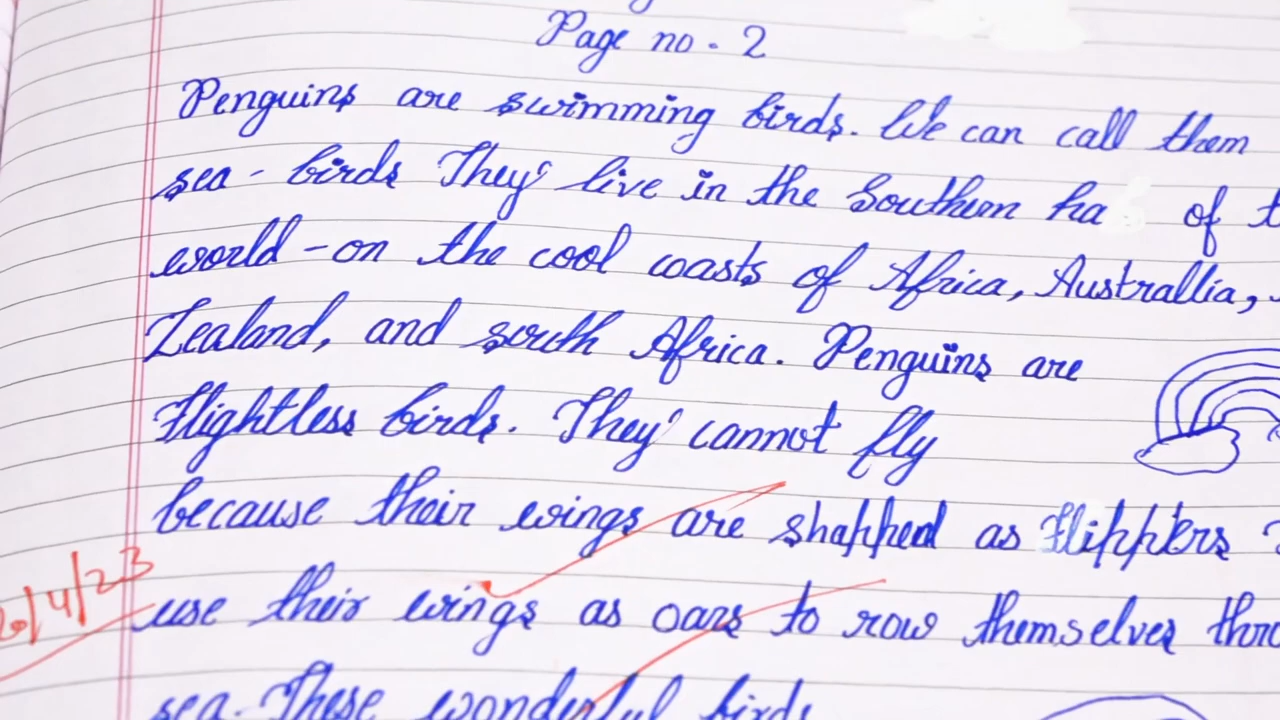 Page no - 2
Penguins are swimming birds. We can call them
sea - birds They live in the Southern ha of
world - on the cool coasts of Africa, Australlia,
Zealand, and south Africa. Penguins are
flightless birds. They cannot fly
because their wings are shapped as flippers
use their wings as oars to row themselves
/4/23
sea. These wonderful birds